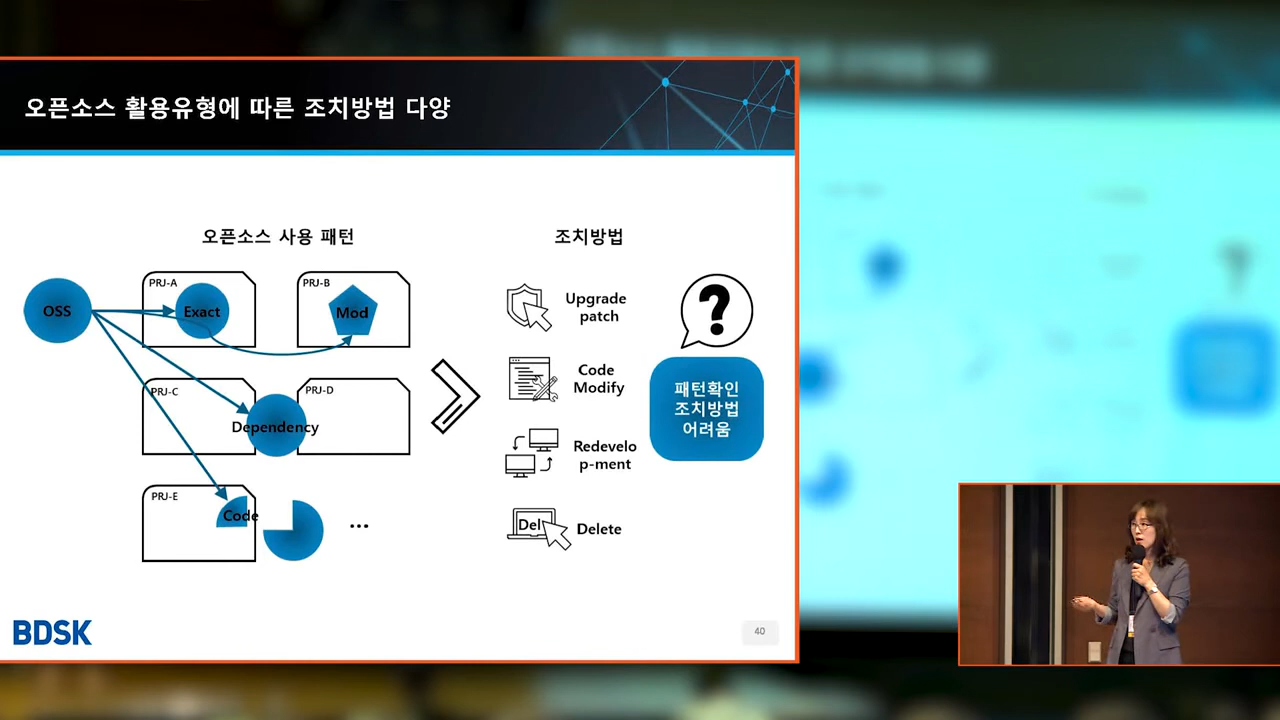 오픈소스 활용유형에 따른 조치방법 다양
오픈소스 사용 패턴
조치방법
OSS
PRJ-A
Exact
PRJ-B
Mod
PRJ-C
PRJ-D
Dependency
PRJ-E
Code
...
Upgrade
patch
Code
Modify
Redevelo
p-ment
Del
Delete
?
패턴확인
조치방법
어려움
BDSK
40